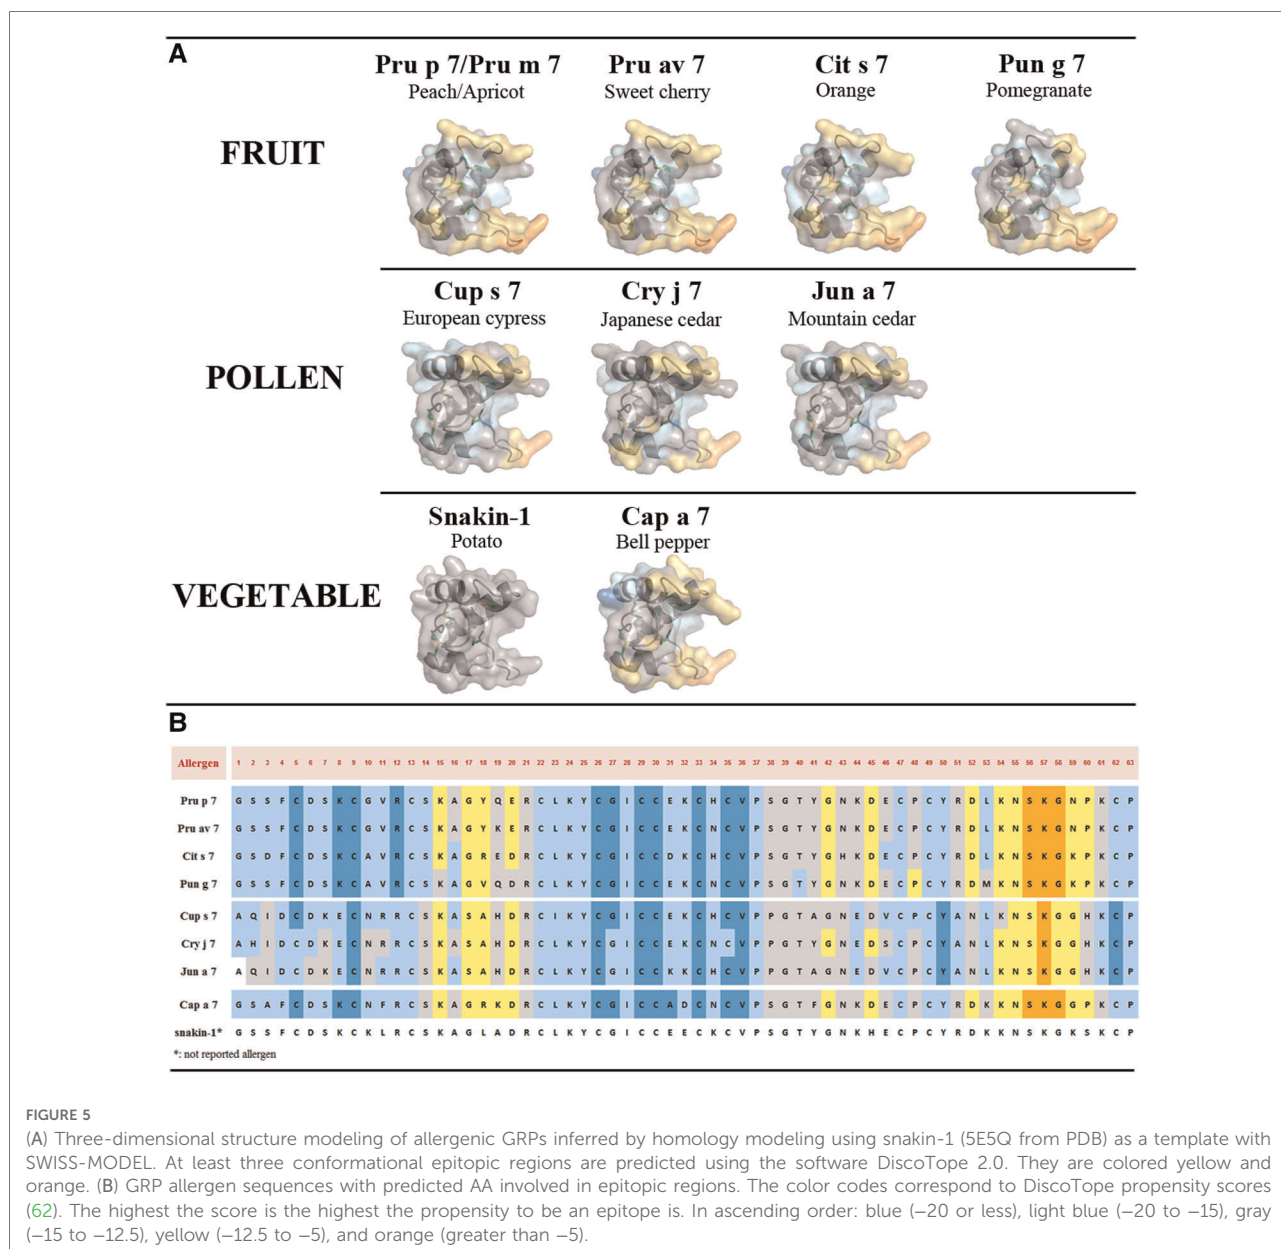 A
Pru p 7/Pru m 7
Peach/Apricot
Pru av 7
Sweet cherry
Cit s 7
Orange
Pun g 7
Pomegranate
FRUIT
Cup s 7
European cypress
Cry j 7
Japanese cedar
Jun a 7
Mountain cedar
POLLEN
Snakin-1
Potato
Cap a 7
Bell pepper
VEGETABLE
B
Allergen 1 2 3 4 5 6 7 8 9 10 11 12 13 14 15 16 17 18 19 20 21 22 23 24 25 26 27 28 29 30 31 32 33 34 35 36 37 38 39 40 41 42 43 44 45 46 47 48 49 50 51 52 53 54 55 56 57 58 59 60 61 62 63
Pru p 7 G S S F C D S K C G V R C S K A G Y Q E R C L K Y C G I C C E K C H C V P S G T Y G N K D E C P C Y R D L K N S K G N P K C P
Pru av 7 G S S F C D S K C G V R C S K A G Y K E R C L K Y C G I C C E K C N C V P S G T Y G N K D E C P C Y R D L K N S K G N P K C P
Cit s 7 G S D F C D S K C A V R C S K A G R E D R C L K Y C G I C C D K C H C V P S G T Y G H K D E C P C Y R D L K N S K G K P K C P
Pun g 7 G S S F C D S K C A V R C S K A G V Q D R C L K Y C G I C C E K C N C V P S G T Y G N K D E C P C Y R D M K N S K G K P K C P
Cup s 7 A Q I D C D K E C N R R C S K A S A H D R C I K Y C G I C C E K C H C V P P G T A G N E D V C P C Y A N L K N S K G G H K C P
Cry j 7 A H I D C D K E C N R R C S K A S A H D R C L K Y C G I C C E K C N C V P P G T Y G N E D S C P C Y A N L K N S K G G H K C P
Jun a 7 A Q I D C D K E C N R R C S K A S A H D R C L K Y C G I C C K K C H C V P P G T A G N E D V C P C Y A N L K N S K G G H K C P
Cap a 7 G S A F C D S K C N F R C S K A G R K D R C L K Y C G I C C A D C N C V P S G T F G N K D E C P C Y R D K K N S K G G P K C P
snakin-1* G S S F C D S K C K L R C S K A G L A D R C L K Y C G I C C E E C K C V P S G T Y G N K H E C P C Y R D K K N S K G K S K C P
*: not reported allergen
FIGURE 5
(A) Three-dimensional structure modeling of allergenic GRPs inferred by homology modeling using snakin-1 (5E5Q from PDB) as a template with
SWISS-MODEL. At least three conformational epitopic regions are predicted using the software DiscoTope 2.0. They are colored yellow and
orange. (B) GRP allergen sequences with predicted AA involved in epitopic regions. The color codes correspond to DiscoTope propensity scores
(62). The highest the score is the highest the propensity to be an epitope is. In ascending order: blue (−20 or less), light blue (−20 to −15), gray
(−15 to −12.5), yellow (−12.5 to −5), and orange (greater than −5).